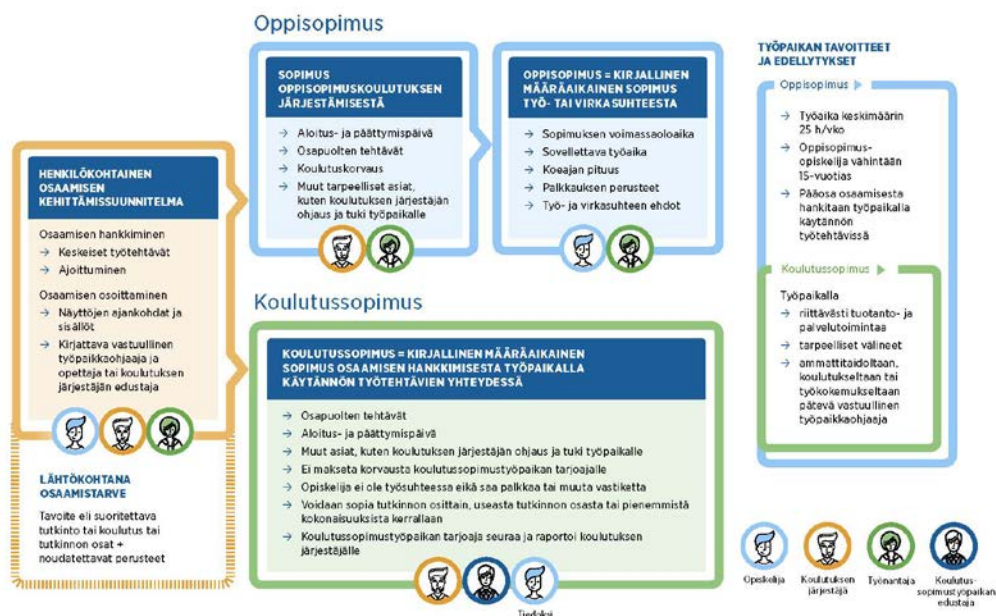 Oppisopimus
HENKILÖKOHTAINEN
OSAAMISEN
KEHITTÄMISSUUNNITELMA
Osaamisen hankkiminen
→ Keskeiset työtehtävät
→ Ajoittuminen
Osaamisen osoittaminen
→ Näyttöjen ajankohdat ja
sisällöt
→ Kirjattava vastuullinen
työpaikkaohjaaja ja
opettaja tai koulutuksen
järjestäjän edustaja
LÄHTÖKOHTANA
OSAAMISTARVE
Tavoite eli suoritettava
tutkinto tai koulutus tai
tutkinnon osat +
noudatettavat perusteet
SOPIMUS
OPPISOPIMUSKOULUTUKSEN
JÄRJESTÄMISESTÄ
→ Aloitus- ja päättymispäivä
→ Osapuolten tehtävät
→ Koulutuskorvaus
→ Muut tarpeelliset asiat,
kuten koulutuksen järjestäjän
ohjaus ja tuki työpaikalle
OPPISOPIMUS = KIRJALLINEN
MÄÄRÄAIKAINEN SOPIMUS
TYÖ- TAI VIRKASUHTEESTA
→ Sopimuksen voimassaoloaika
→ Sovellettava työaika
→ Koeajan pituus
→ Palkkauksen perusteet
→ Työ- ja virkasuhteen ehdot
Koulutussopimus
KOULUTUSSOPIMUS = KIRJALLINEN MÄÄRÄAIKAINEN
SOPIMUS OSAAMISEN HANKKIMISESTA TYÖPAIKALLA
KÄYTÄNNÖN TYÖTEHTÄVIEN YHTEYDESSÄ
→ Osapuolten tehtävät
→ Aloitus- ja päättymispäivä
→ Muut asiat, kuten koulutuksen järjestäjän ohjaus ja tuki työpaikalle
→ Ei makseta korvausta koulutussopimustyöpaikan tarjoajalle
→ Opiskelija ei ole työsuhteessa eikä saa palkkaa tai muuta vastiketta
→ Voidaan sopia tutkinnon osittain, useasta tutkinnon osasta tai pienemmistä
kokonaisuuksista kerrallaan
→ Koulutussopimustyöpaikan tarjoaja seuraa ja raportoi koulutuksen
järjestäjälle
Tiedoksi
TYÖPAIKAN TAVOITTEET
JA EDELLYTYKSET
Oppisopimus
→ Työaika keskimäärin
25 h/vko
→ Oppisopimus-
opiskelija vähintään
15-vuotias
→ Pääosa osaamisesta
hankitaan työpaikalla
käytännön
työtehtävissä
Koulutussopimus
Työpaikalla
→ riittävästi tuotanto- ja
palvelutoimintaa
→ tarpeelliset välineet
→ ammattitaidoltaan,
koulutukseltaan tai
työkokemukseltaan
pätevä vastuullinen
työpaikkaohjaaja
Opiskelija
Koulutuksen
järjestäjä
Työnantaja
Koulutus-
sopimustyöpaikan
edustaja